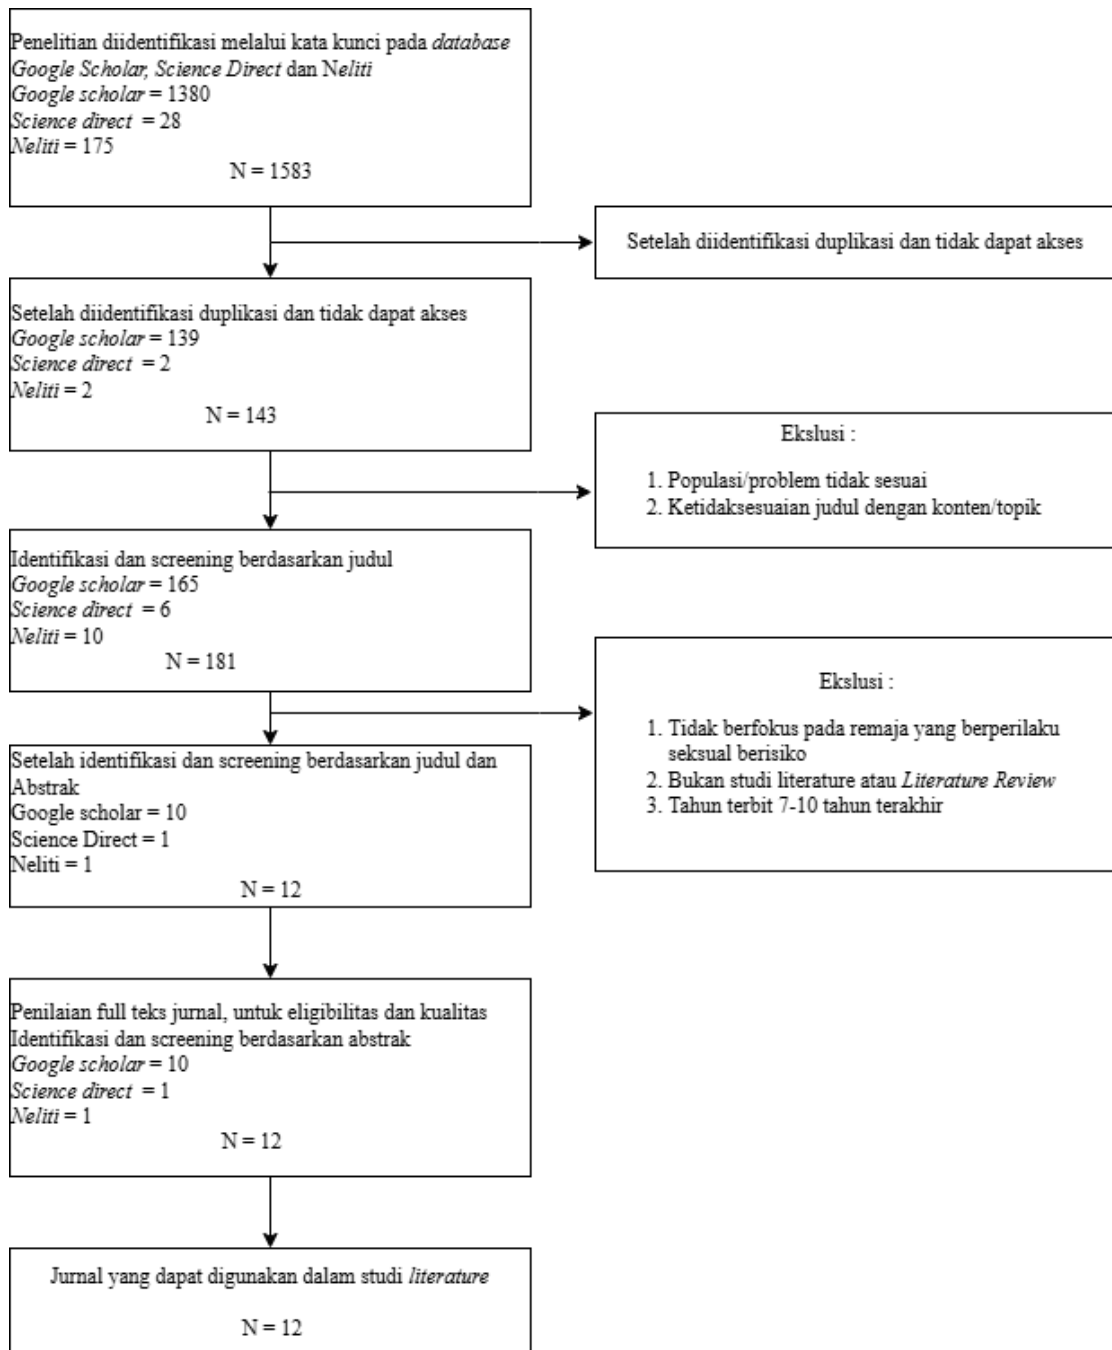 Penelitian diidentifikasi melalui kata kunci pada database
Google Scholar, Science Direct dan Neliti
Google scholar = 1380
Science direct = 28
Neliti = 175
N = 1583
Setelah diidentifikasi duplikasi dan tidak dapat akses
Setelah diidentifikasi duplikasi dan tidak dapat akses
Google scholar = 139
Science direct = 2
Neliti = 2
N = 143
Ekslusi :
1. Populasi/problem tidak sesuai
2. Ketidaksesuaian judul dengan konten/topik
Identifikasi dan screening berdasarkan judul
Google scholar = 165
Science direct = 6
Neliti = 10
N = 181
Ekslusi :
1. Tidak berfokus pada remaja yang berperilaku
seksual berisiko
2. Bukan studi literature atau Literature Review
3. Tahun terbit 7-10 tahun terakhir
Setelah identifikasi dan screening berdasarkan judul dan
Abstrak
Google scholar = 10
Science Direct = 1
Neliti = 1
N = 12
Penilaian full teks jurnal, untuk eligibilitas dan kualitas
Identifikasi dan screening berdasarkan abstrak
Google scholar = 10
Science direct = 1
Neliti = 1
N = 12
Jurnal yang dapat digunakan dalam studi literature
N = 12